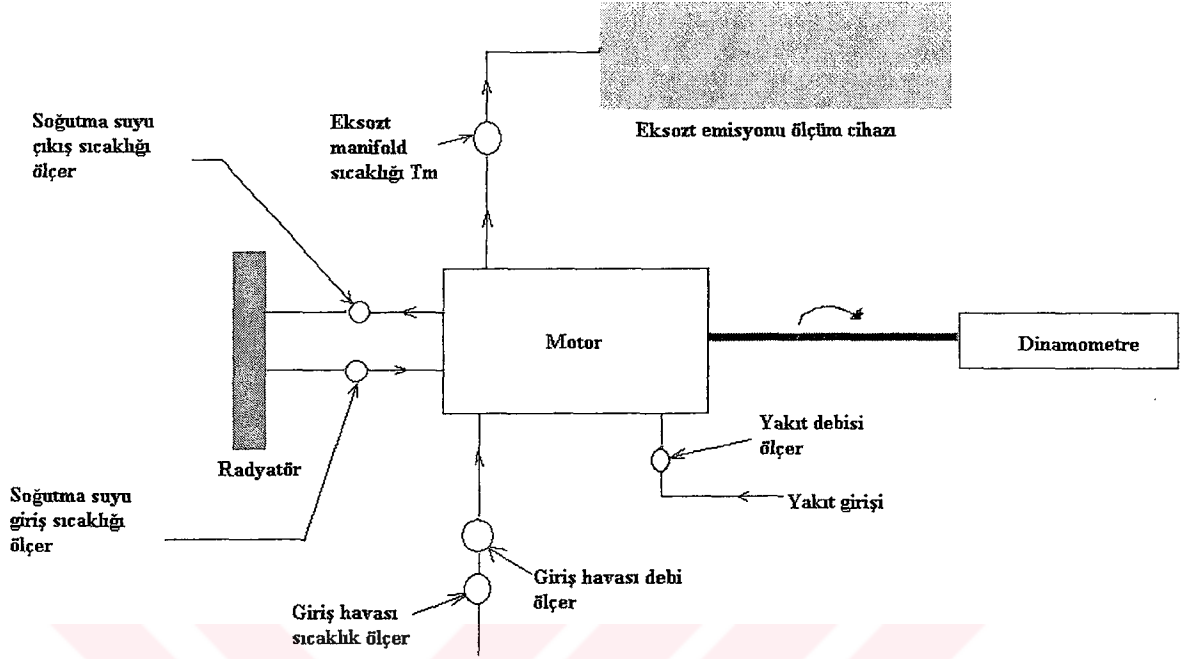 Soğutma suyu
çıkış sıcaklığı
ölçer
Eksozt
manifold
sıcaklığı Tm
Eksozt emisyonu ölçüm cihazı
Motor
Dinamometre
Radyatör
Yakıt debisi
ölçer
Yakıt girişi
Soğutma suyu
giriş sıcaklığı
ölçer
Giriş havası debi
ölçer
Giriş havası
sıcaklık ölçer